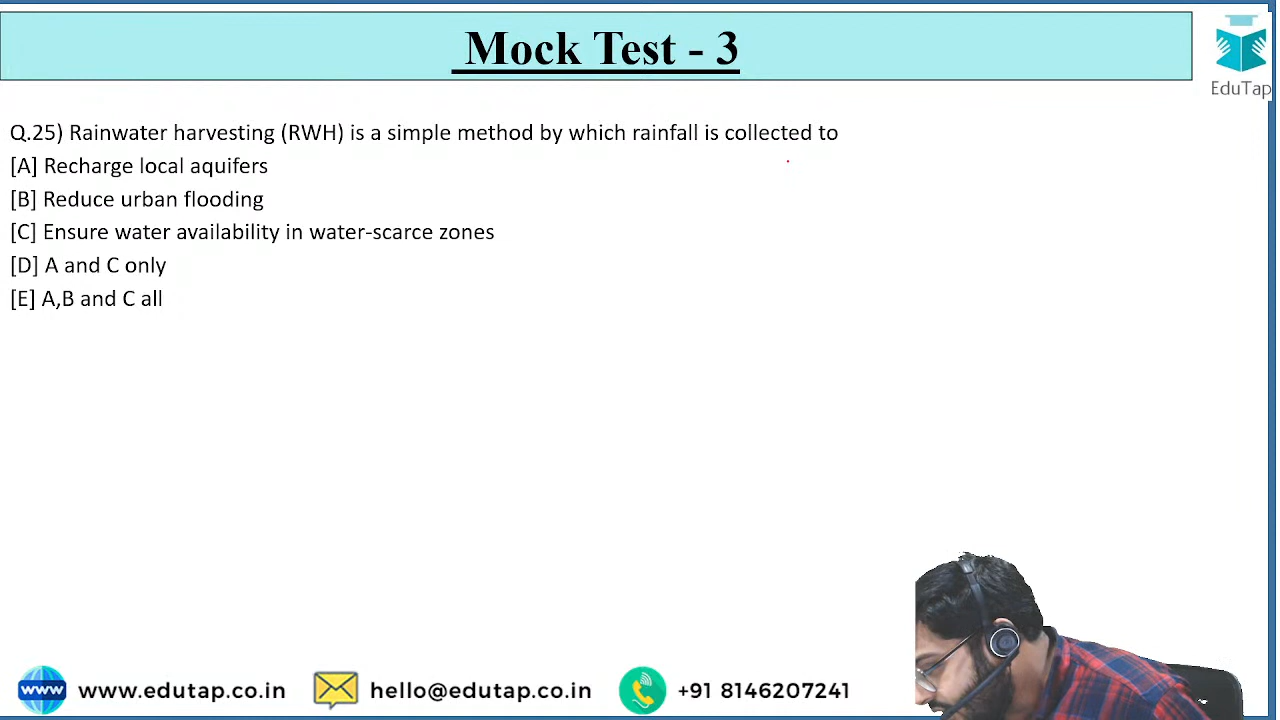 Mock Test - 3
EduTap
Q.25) Rainwater harvesting (RWH) is a simple method by which rainfall is collected to
[A] Recharge local aquifers
[B] Reduce urban flooding
[C] Ensure water availability in water-scarce zones
[D] A and C only
[E] A,B and C all
www www.edutap.co.in hello@edutap.co.in +91 8146207241